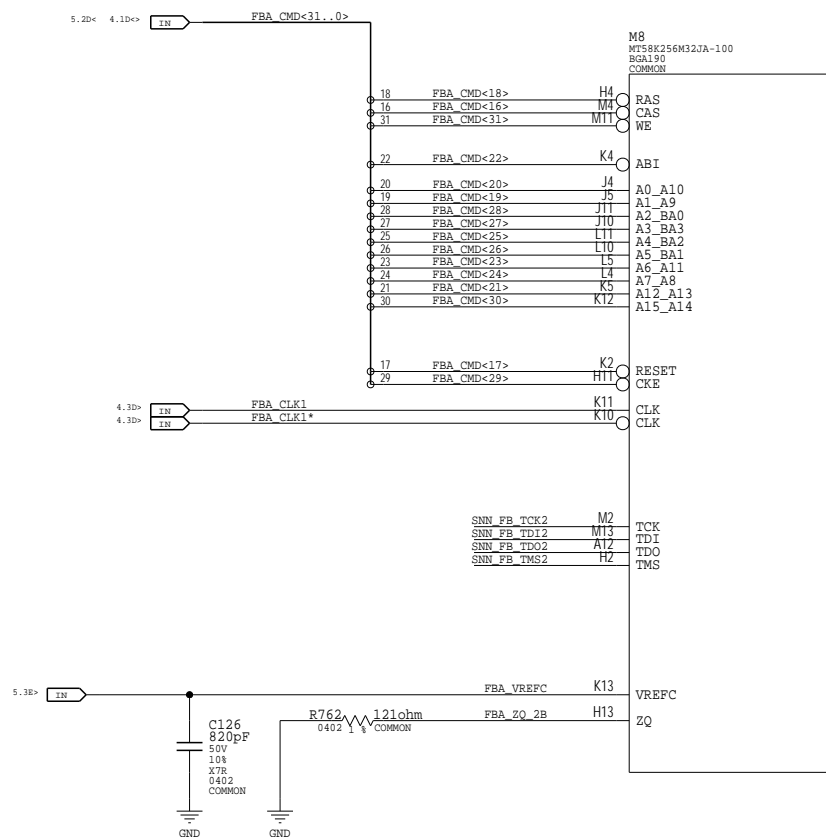 5.2D< 4.1D<> IN FBA_CMD<31..0>
M8
MT58K256M32JA-100
BGA190
COMMON
18 FBA_CMD<18> H4 RAS
16 FBA_CMD<16> M4 CAS
31 FBA_CMD<31> M11 WE
22 FBA_CMD<22> K4 ABI
20 FBA_CMD<20> J4 A0_A10
19 FBA_CMD<19> J5 A1_A9
28 FBA_CMD<28> J11 A2_BA0
27 FBA_CMD<27> J10 A3_BA3
25 FBA_CMD<25> L11 A4_BA2
26 FBA_CMD<26> L10 A5_BA1
23 FBA_CMD<23> L5 A6_A11
24 FBA_CMD<24> L4 A7_A8
21 FBA_CMD<21> K5 A12_A13
30 FBA_CMD<30> K12 A15_A14
17 FBA_CMD<17> K2 RESET
29 FBA_CMD<29> H11 CKE
4.3D> IN FBA_CLK1 K11 CLK
4.3D> IN FBA_CLK1* K10 CLK
SNN_FB_TCK2 M2 TCK
SNN_FB_TDI2 M13 TDI
SNN_FB_TDO2 A12 TDO
SNN_FB_TMS2 H2 TMS
5.3E> IN FBA_VREFC K13 VREFC
R762 121ohm FBA_ZQ_2B H13 ZQ
0402 1 % COMMON
C126
820pF
50V
10%
X7R
0402
COMMON
GND GND